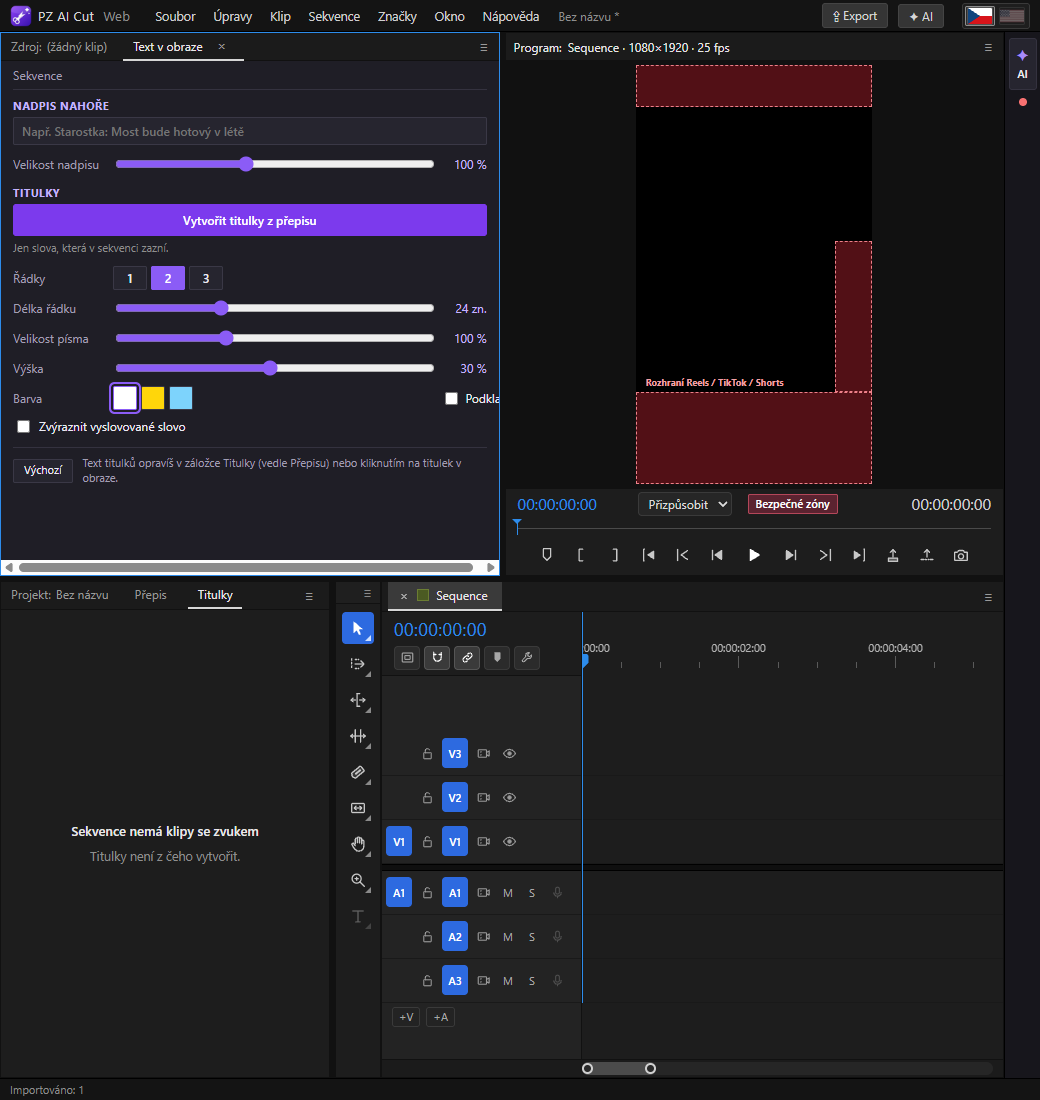 PZ AI Cut Web Soubor Úpravy Klip Sekvence Značky Okno Nápověda Bez názvu * Export AI
Zdroj: (žádný klip) Text v obraze ×
Sekvence
NADPIS NAHOŘE
Např. Starostka: Most bude hotový v létě
Velikost nadpisu 100 %
TITULKY
Vytvořit titulky z přepisu
Jen slova, která v sekvenci zazní.
Řádky 1 2 3
Délka řádku 24 zn.
Velikost písma 100 %
Výška 30 %
Barva Podkla
Zvýraznit vyslovované slovo
Výchozí
Text titulků opravíš v záložce Titulky (vedle Přepisu) nebo kliknutím na titulek v
obraze.
Program: Sequence · 1080×1920 · 25 fps
Rozhraní Reels / TikTok / Shorts
00:00:00:00 Přizpůsobit Bezpečné zóny 00:00:00:00
AI
Projekt: Bez názvu Přepis Titulky
Sekvence nemá klipy se zvukem
Titulky není z čeho vytvořit.
T
× Sequence
00:00:00:00
:00:00 00:00:02:00 00:00:04:00
V3
V2
V1 V1
A1 A1 M S
A2 M S
A3 M S
+V +A
Importováno: 1